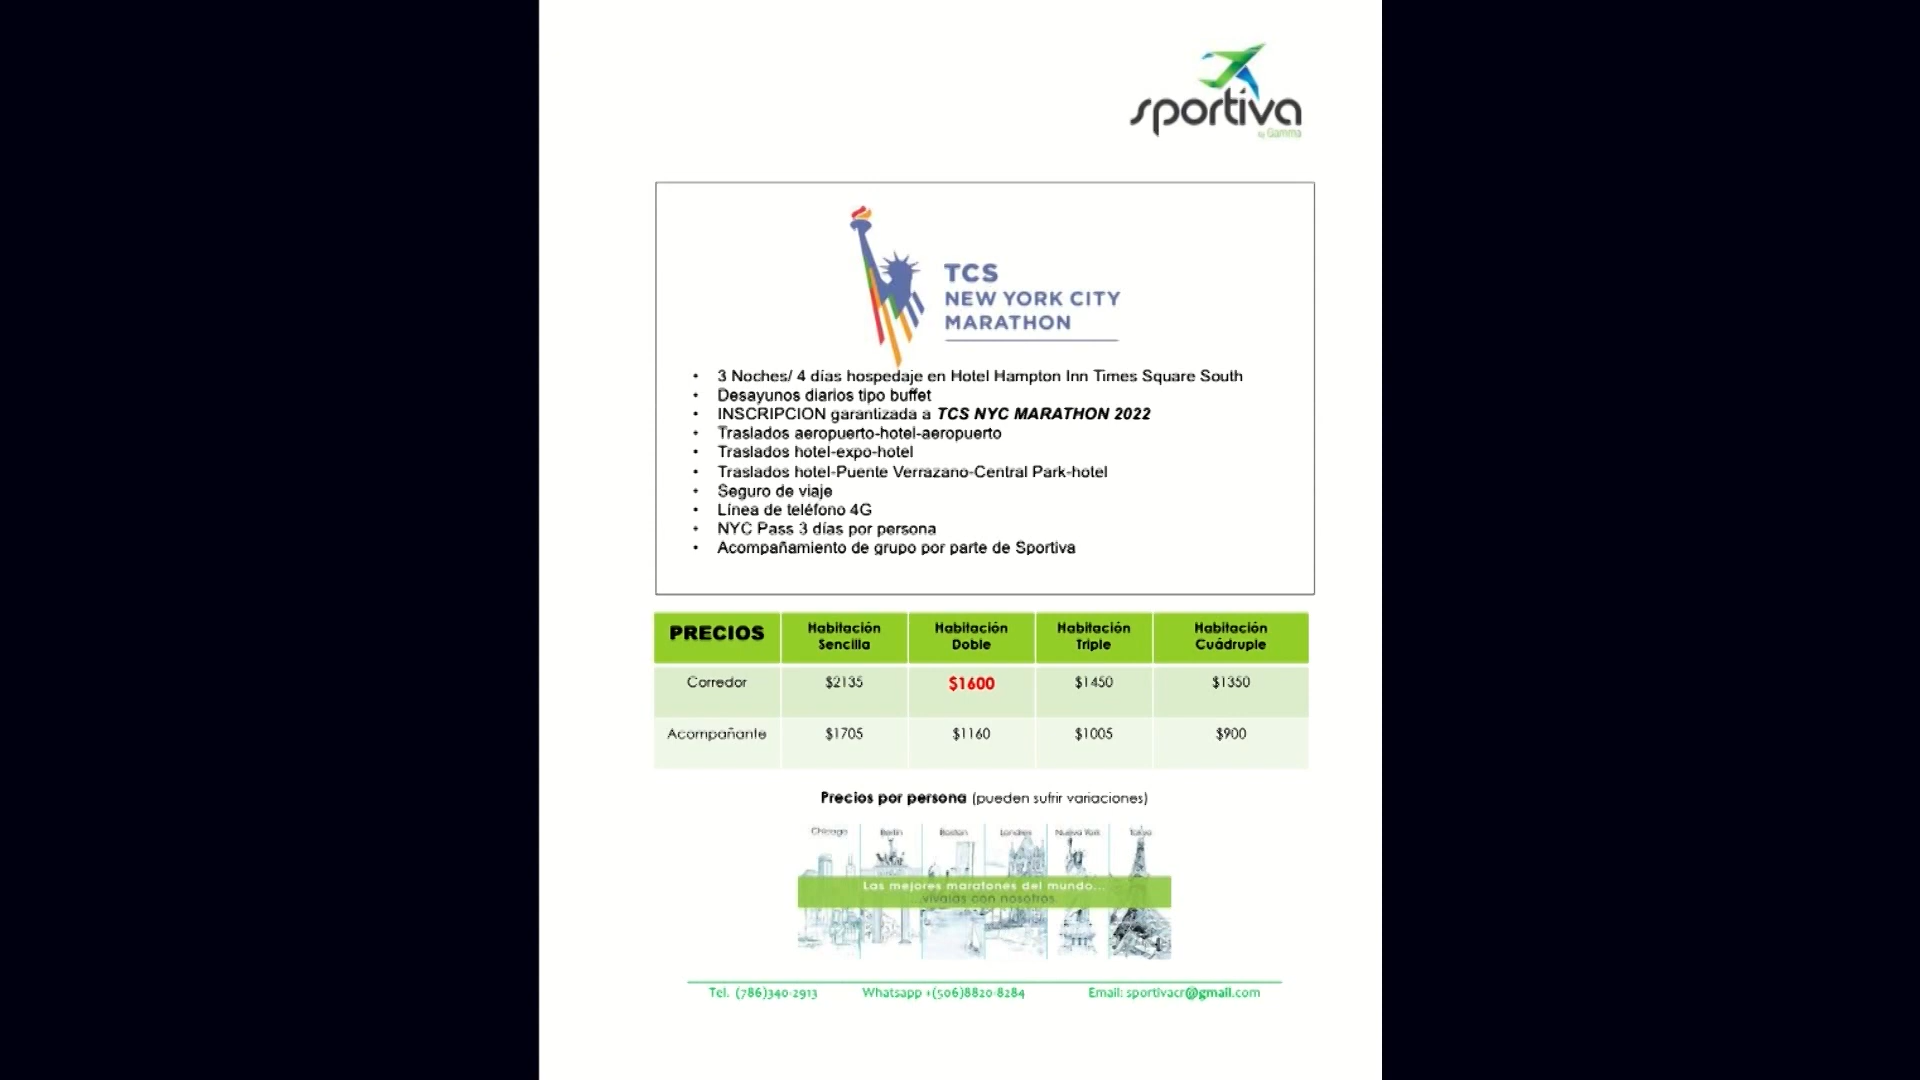 sportiva
by Gamma
TCS
NEW YORK CITY
MARATHON
• 3 Noches/ 4 días hospedaje en Hotel Hampton Inn Times Square South
• Desayunos diarios tipo buffet
• INSCRIPCION garantizada a TCS NYC MARATHON 2022
• Traslados aeropuerto-hotel-aeropuerto
• Traslados hotel-expo-hotel
• Traslados hotel-Puente Verrazano-Central Park-hotel
• Seguro de viaje
• Línea de teléfono 4G
• NYC Pass 3 días por persona
• Acompañamiento de grupo por parte de Sportiva
PRECIOS Habitación Sencilla Habitación Doble Habitación Triple Habitación Cuádruple
Corredor $2135 $1600 $1450 $1350
Acompañante $1705 $1160 $1005 $900
Precios por persona (pueden sufrir variaciones)
Chicago Berlín Boston Londres Nueva York Tokyo
Las mejores maratones del mundo...
...vívalas con nosotros.
Tel. (786)340-2913 Whatsapp +(506)8820-8284 Email: sportivacr@gmail.com